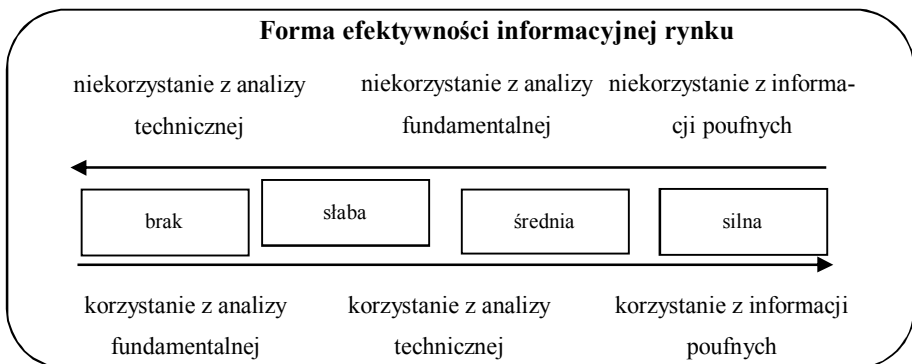 Forma efektywności informacyjnej rynku
niekorzystanie z analizy niekorzystanie z analizy niekorzystanie z informa-
technicznej fundamentalnej cji poufnych
brak słaba średnia silna
korzystanie z analizy korzystanie z analizy korzystanie z informacji
fundamentalnej technicznej poufnych